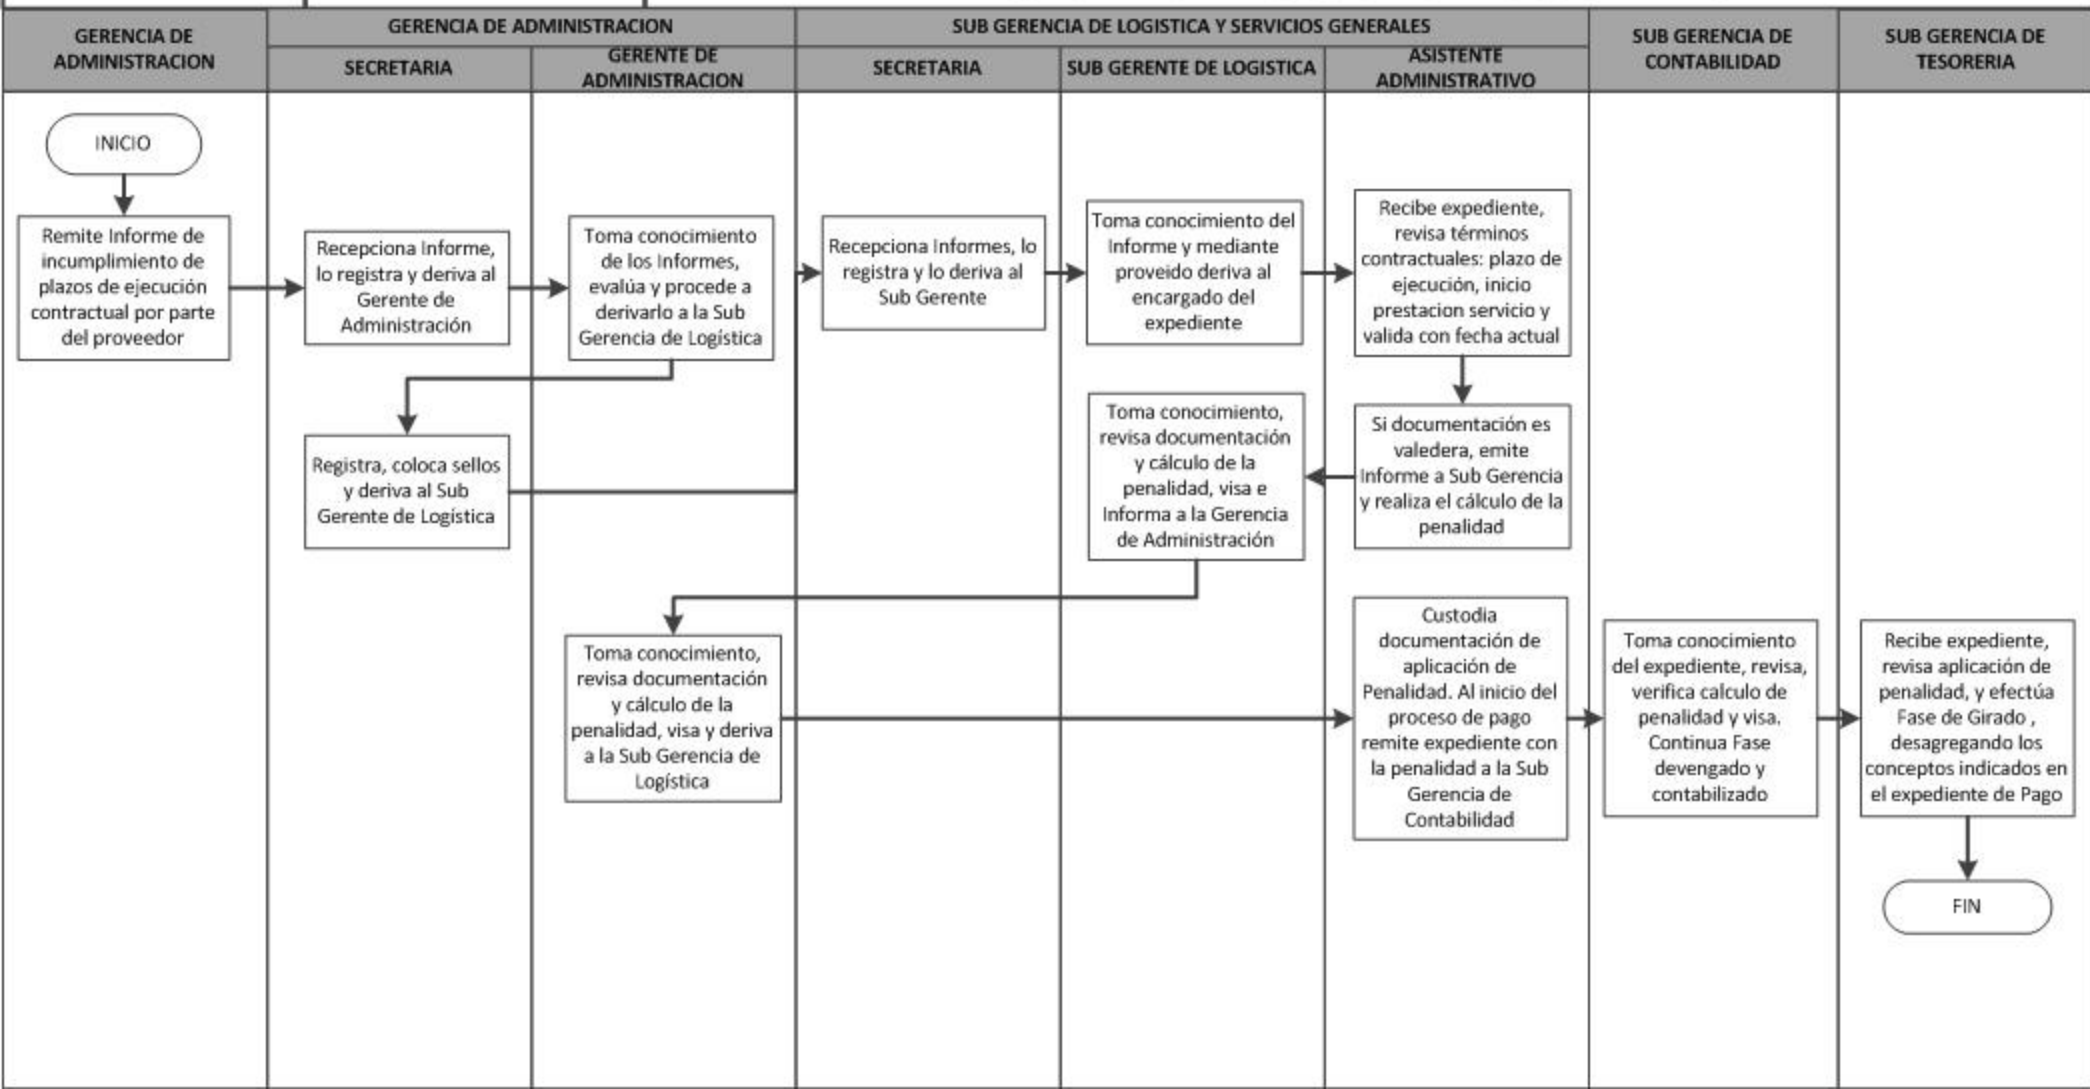 GERENCIA DE
ADMINISTRACION
GERENCIA DE ADMINISTRACION
SECRETARIA
GERENTE DE
ADMINISTRACION
SUB GERENCIA DE LOGISTICA Y SERVICIOS GENERALES
SECRETARIA
SUB GERENTE DE LOGISTICA
ASISTENTE
ADMINISTRATIVO
SUB GERENCIA DE
CONTABILIDAD
SUB GERENCIA DE
TESORERIA
INICIO
Remite Informe de
incumplimiento de
plazos de ejecución
contractual por parte
del proveedor
Recepciona Informe,
lo registra y deriva al
Gerente de
Administración
Toma conocimiento
de los Informes,
evalúa y procede a
derivarlo a la Sub
Gerencia de Logística
Registra, coloca sellos
y deriva al Sub
Gerente de Logística
Recepciona Informes, lo
registra y lo deriva al
Sub Gerente
Toma conocimiento del
Informe y mediante
proveido deriva al
encargado del
expediente
Recibe expediente,
revisa términos
contractuales: plazo de
ejecución, inicio
prestacion servicio y
valida con fecha actual
Si documentación es
valedera, emite
Informe a Sub Gerencia
y realiza el cálculo de la
penalidad
Toma conocimiento,
revisa documentación
y cálculo de la
penalidad, visa e
Informa a la Gerencia
de Administración
Toma conocimiento,
revisa documentación
y cálculo de la
penalidad, visa y deriva
a la Sub Gerencia de
Logística
Custodia
documentación de
aplicación de
Penalidad. Al inicio del
proceso de pago
remite expediente con
la penalidad a la Sub
Gerencia de
Contabilidad
Toma conocimiento
del expediente, revisa,
verifica calculo de
penalidad y visa.
Continua Fase
devengado y
contabilizado
Recibe expediente,
revisa aplicación de
penalidad, y efectúa
Fase de Girado ,
desagregando los
conceptos indicados en
el expediente de Pago
FIN